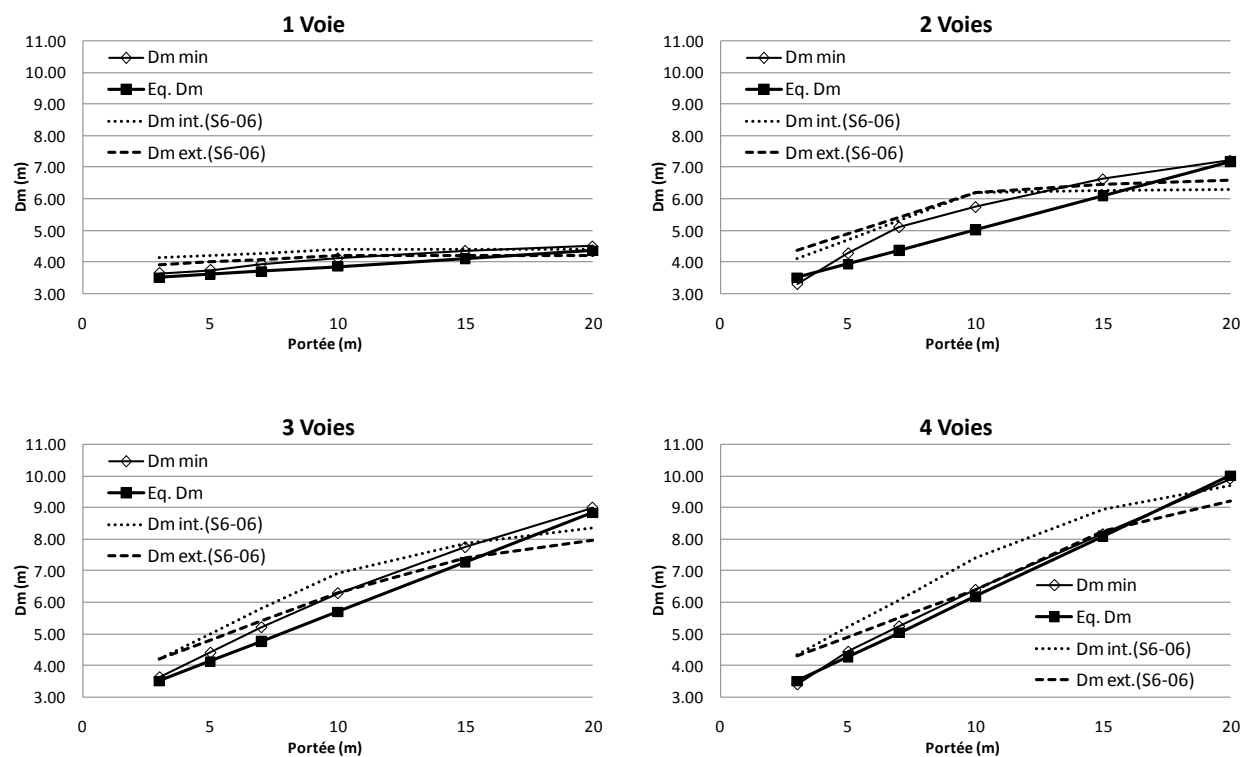 1 Voie
11.00
10.00
9.00
8.00
7.00
6.00
5.00
4.00
3.00
Dm (m)
Dm min
Eq. Dm
Dm int.(S6-06)
Dm ext.(S6-06)
0 5 10 15 20
Portée (m)
2 Voies
11.00
10.00
9.00
8.00
7.00
6.00
5.00
4.00
3.00
Dm (m)
Dm min
Eq. Dm
Dm int.(S6-06)
Dm ext.(S6-06)
0 5 10 15 20
Portée (m)
3 Voies
11.00
10.00
9.00
8.00
7.00
6.00
5.00
4.00
3.00
Dm (m)
Dm min
Eq. Dm
Dm int.(S6-06)
Dm ext.(S6-06)
0 5 10 15 20
Portée (m)
4 Voies
11.00
10.00
9.00
8.00
7.00
6.00
5.00
4.00
3.00
Dm (m)
Dm min
Eq. Dm
Dm int.(S6-06)
Dm ext.(S6-06)
0 5 10 15 20
Portée (m)